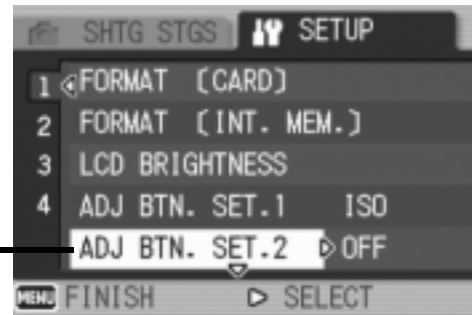 SHTG STGS SETUP
1 FORMAT [CARD]
2 FORMAT [INT. MEM.]
3 LCD BRIGHTNESS
4 ADJ BTN. SET.1 ISO
ADJ BTN. SET.2 OFF
MENU FINISH SELECT